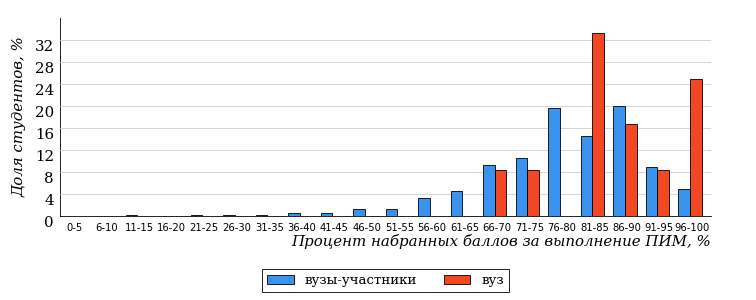 Доля студентов, %
32
28
24
20
16
12
8
4
0
0-5 6-10 11-15 16-20 21-25 26-30 31-35 36-40 41-45 46-50 51-55 56-60 61-65 66-70 71-75 76-80 81-85 86-90 91-95 96-100
Процент набранных баллов за выполнение ПИМ, %
вузы-участники вуз